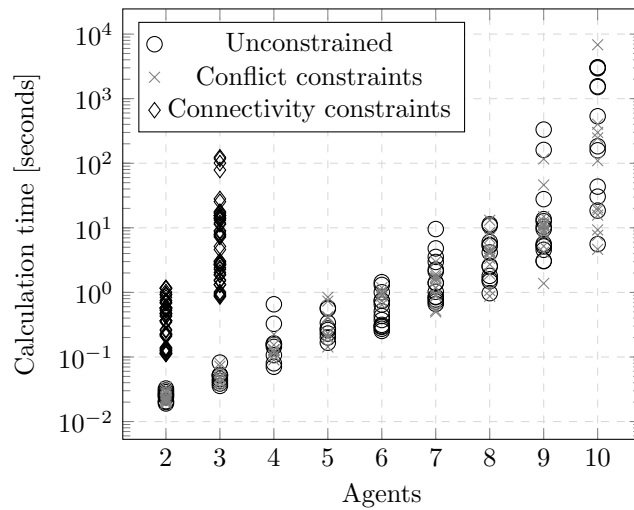 Unconstrained
Conflict constraints
Connectivity constraints
Calculation time [seconds]
10^4
10^3
10^2
10^1
10^0
10^−1
10^−2
2 3 4 5 6 7 8 9 10
Agents